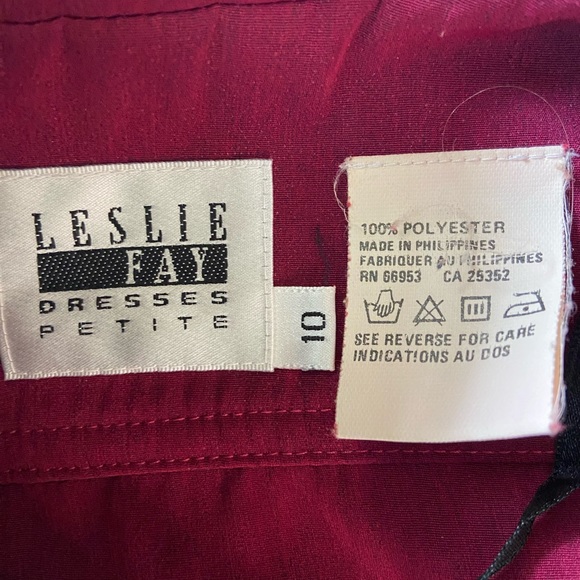 LESLIE
FAY
DRESSES
PETITE
10
100% POLYESTER
MADE IN PHILIPPINES
FABRIQUER AU PHILIPPINES
RN 66953 CA 25352
SEE REVERSE FOR CARE
INDICATIONS AU DOS